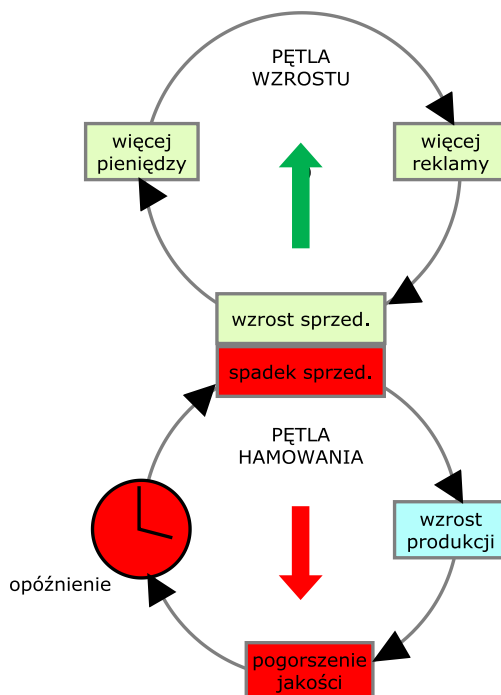 PĘTLA
WZROSTU
więcej
pieniędzy
więcej
reklamy
wzrost sprzed.
spadek sprzed.
PĘTLA
HAMOWANIA
wzrost
produkcji
opóźnienie
pogorszenie
jakości